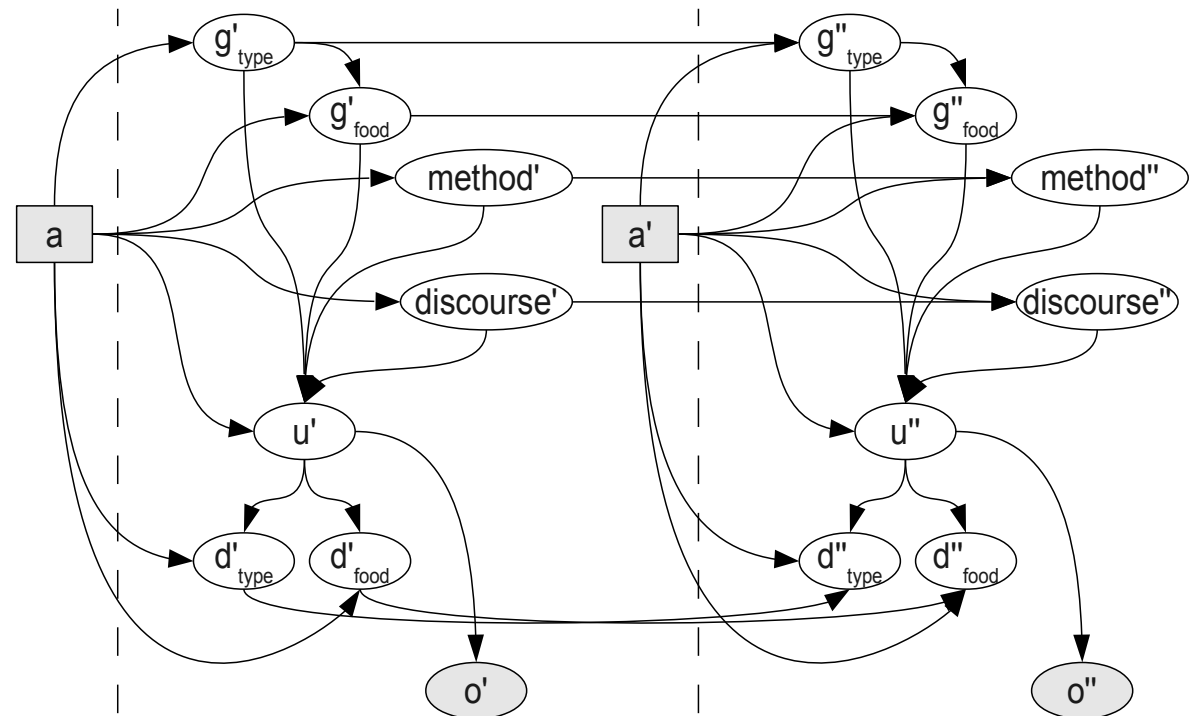 g'type
g''type
g'food
g''food
method'
method''
a
a'
discourse'
discourse''
u'
u''
d'type
d'food
d''type
d''food
o'
o''